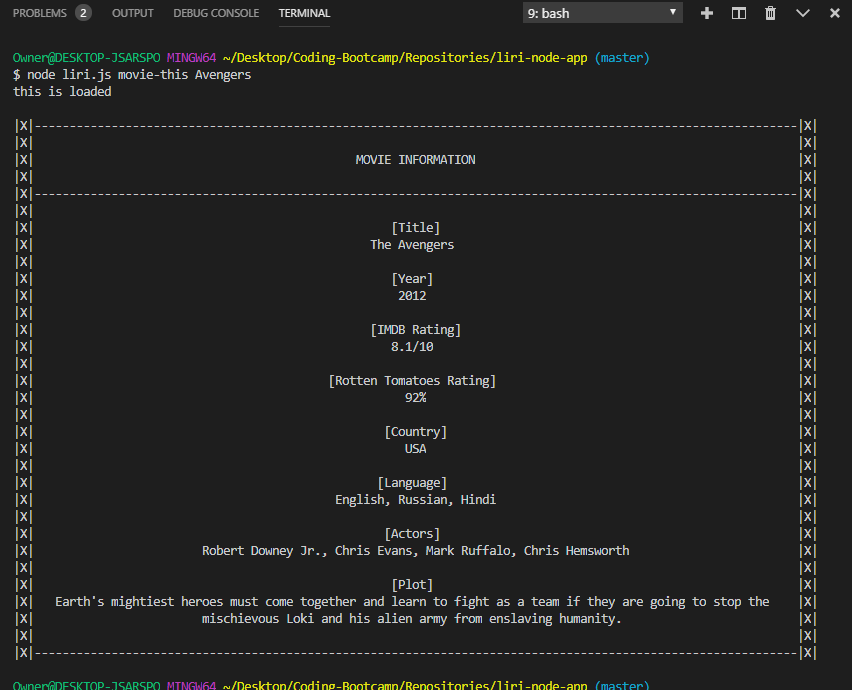 PROBLEMS 2 OUTPUT DEBUG CONSOLE TERMINAL 9: bash
Owner@DESKTOP-JSARSPO MINGW64 ~/Desktop/Coding-Bootcamp/Repositories/liri-node-app (master)
$ node liri.js movie-this Avengers
this is loaded
|X|-------------------------------------------------------------------------------------------------------------|X|
|X| |X|
|X| MOVIE INFORMATION |X|
|X| |X|
|X|-------------------------------------------------------------------------------------------------------------|X|
|X| |X|
|X| [Title] |X|
|X| The Avengers |X|
|X| |X|
|X| [Year] |X|
|X| 2012 |X|
|X| |X|
|X| [IMDB Rating] |X|
|X| 8.1/10 |X|
|X| |X|
|X| [Rotten Tomatoes Rating] |X|
|X| 92% |X|
|X| |X|
|X| [Country] |X|
|X| USA |X|
|X| |X|
|X| [Language] |X|
|X| English, Russian, Hindi |X|
|X| |X|
|X| [Actors] |X|
|X| Robert Downey Jr., Chris Evans, Mark Ruffalo, Chris Hemsworth |X|
|X| |X|
|X| [Plot] |X|
|X| Earth's mightiest heroes must come together and learn to fight as a team if they are going to stop the |X|
|X| mischievous Loki and his alien army from enslaving humanity. |X|
|X| |X|
|X|-------------------------------------------------------------------------------------------------------------|X|
Owner@DESKTOP-JSARSPO MINGW64 ~/Desktop/Coding-Bootcamp/Repositories/liri-node-app (master)